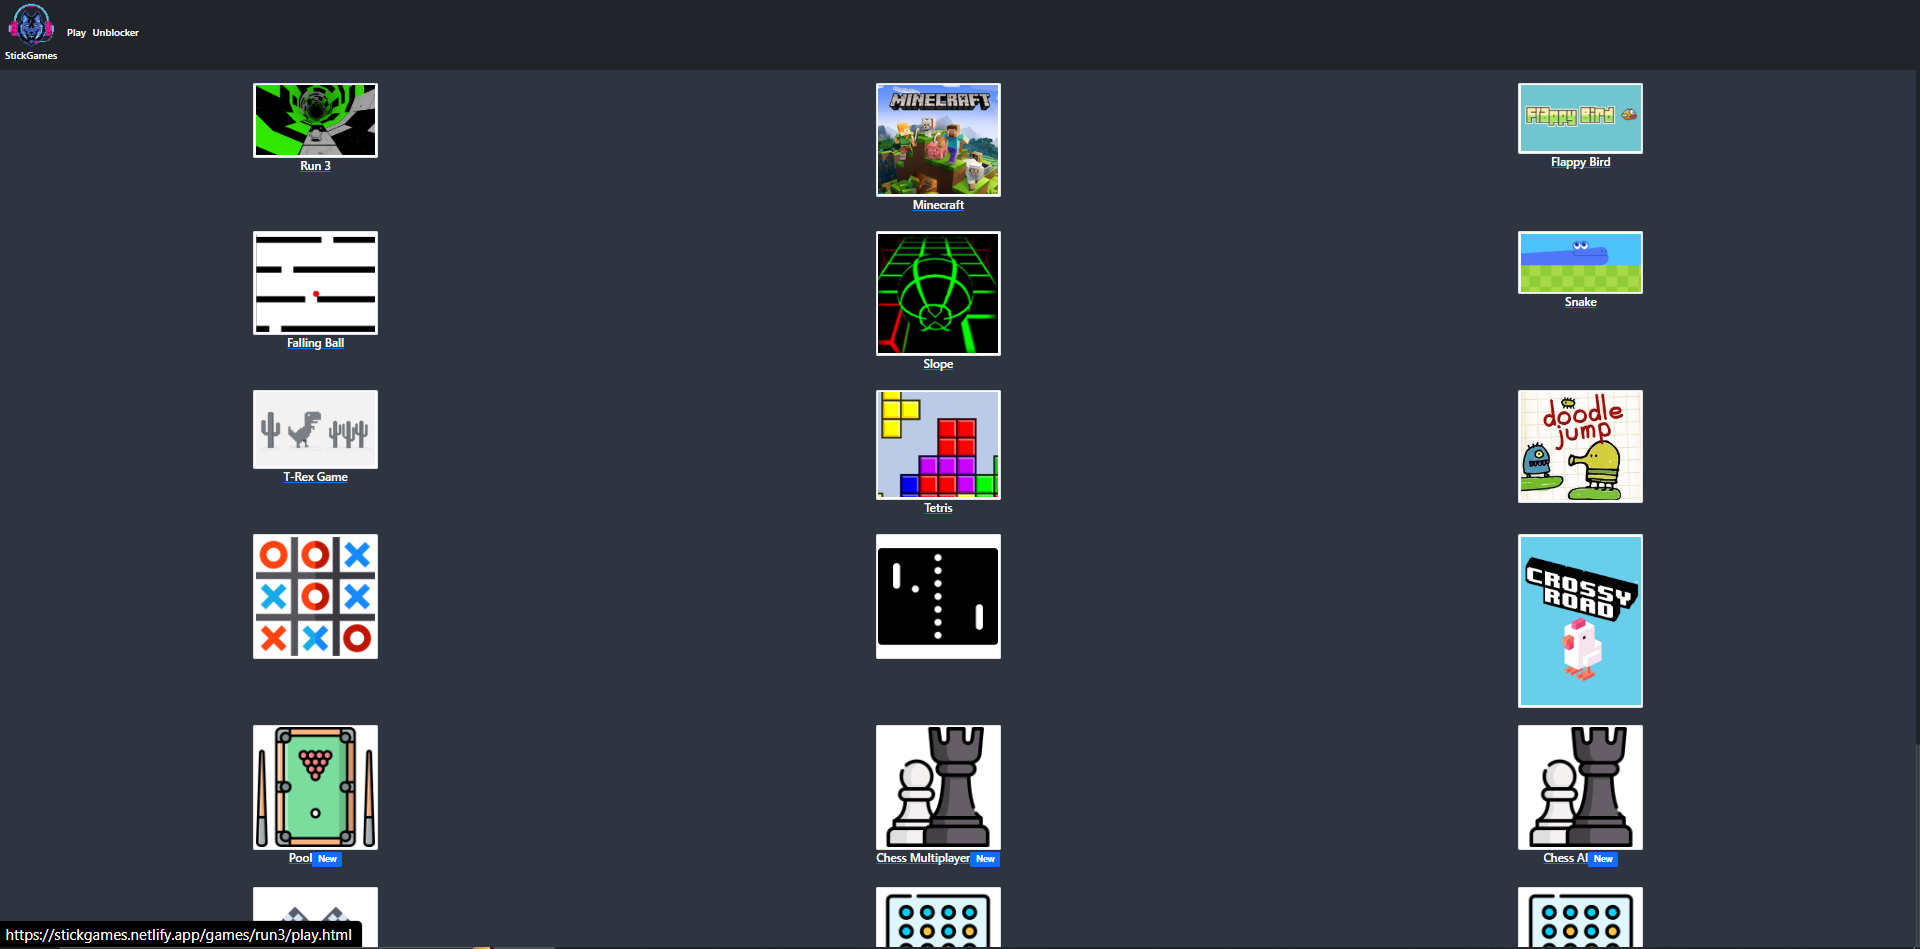 Play Unblocker
StickGames
MINECRAFT
Flappy Bird
Run 3
Flappy Bird
Minecraft
Snake
Falling Ball
Slope
doodle
jump
T-Rex Game
Tetris
CROSSY
ROAD
Pool New
Chess Multiplayer New
Chess AI New
https://stickgames.netlify.app/games/run3/play.html